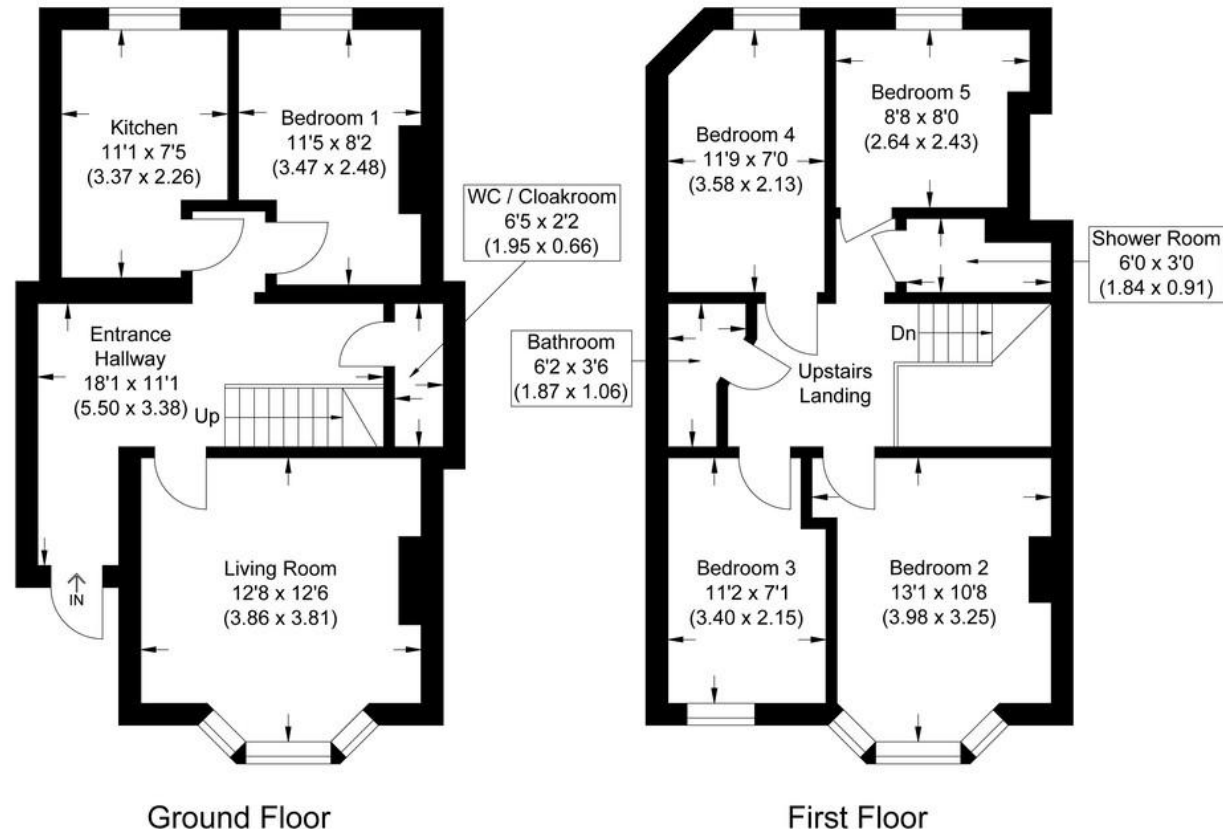 Kitchen
11'1 x 7'5
(3.37 x 2.26)
Bedroom 1
11'5 x 8'2
(3.47 x 2.48)
WC / Cloakroom
6'5 x 2'2
(1.95 x 0.66)
Entrance
Hallway
18'1 x 11'1
(5.50 x 3.38)
Up
Living Room
12'8 x 12'6
(3.86 x 3.81)
IN
Ground Floor
Bedroom 4
11'9 x 7'0
(3.58 x 2.13)
Bedroom 5
8'8 x 8'0
(2.64 x 2.43)
Shower Room
6'0 x 3'0
(1.84 x 0.91)
Bathroom
6'2 x 3'6
(1.87 x 1.06)
Dn
Upstairs
Landing
Bedroom 3
11'2 x 7'1
(3.40 x 2.15)
Bedroom 2
13'1 x 10'8
(3.98 x 3.25)
First Floor